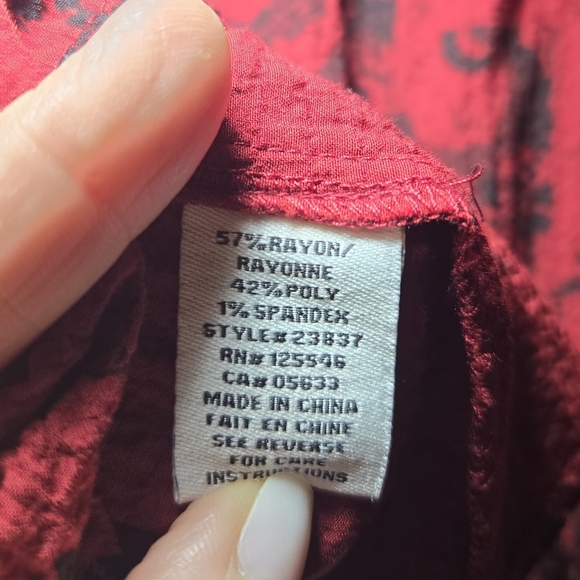 57%RAYON/
RAYONNE
42%POLY
1%SPANDEX
STYLE#23837
RN#125546
CA#05633
MADE IN CHINA
FAIT EN CHINE
SEE REVERSE
FOR CARE
INSTRUCTIONS